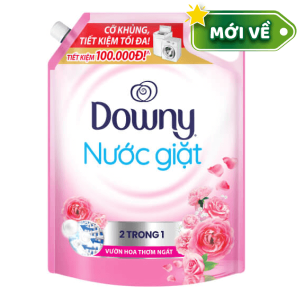 CỠ KHỦNG,
TIẾT KIỆM TỐI ĐA!
TIẾT KIỆM 100.000Đ!
MỚI VỀ
Downy
Nước giặt
2 TRONG 1
VƯỜN HOA THƠM NGÁT